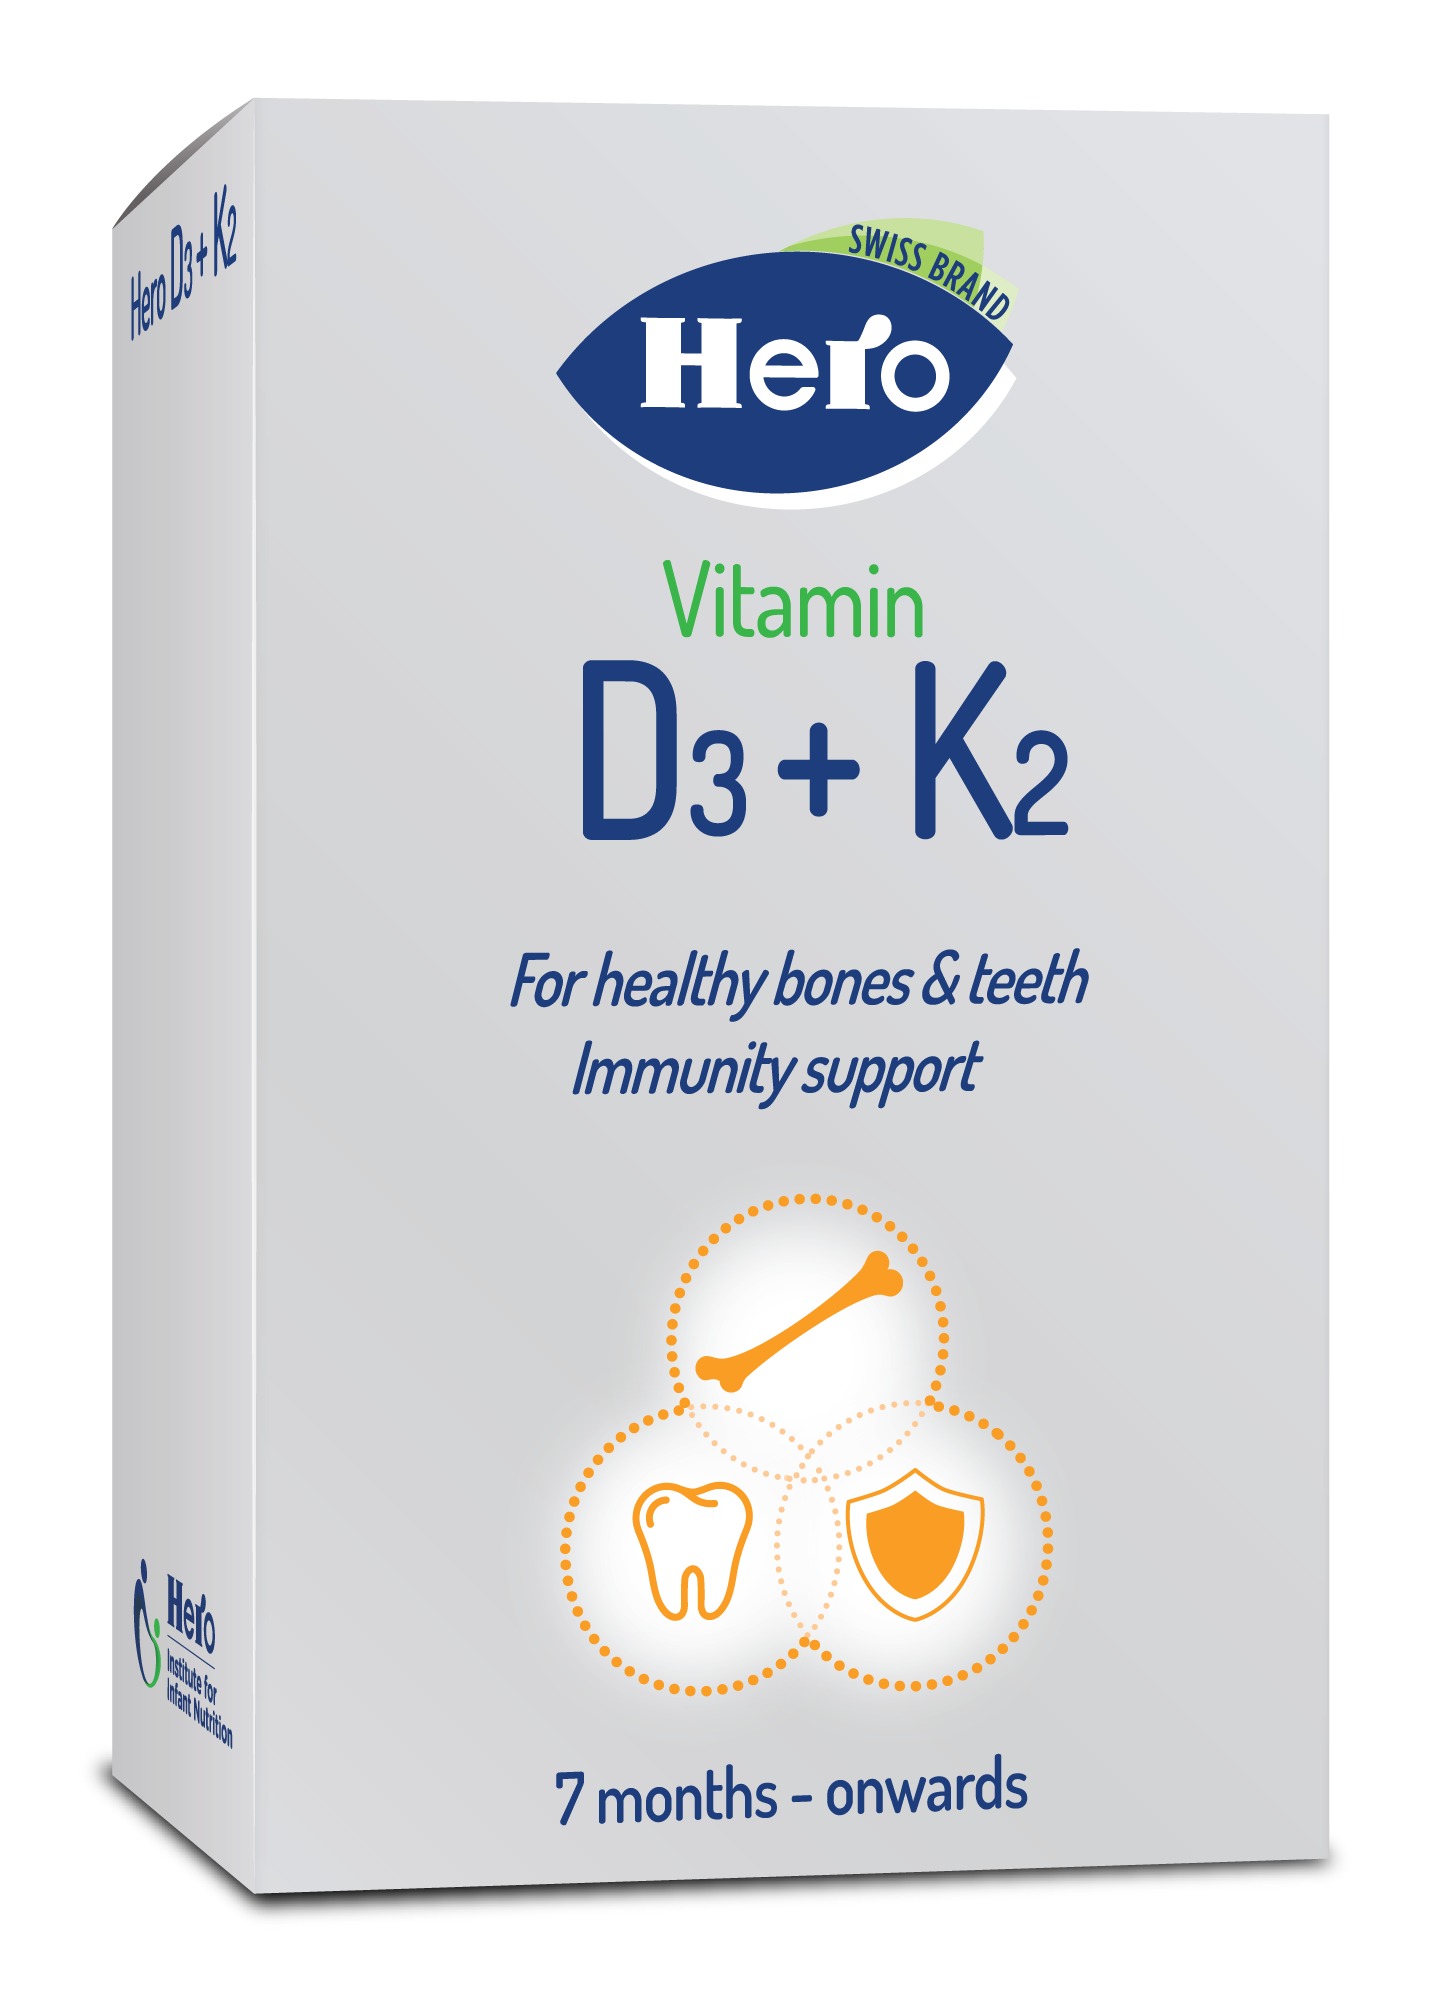 Hero D3 + K2
SWISS BRAND
Hero
Vitamin
D3 + K2
For healthy bones & teeth
Immunity support
7 months - onwards
Hero
Institute for
Infant Nutrition